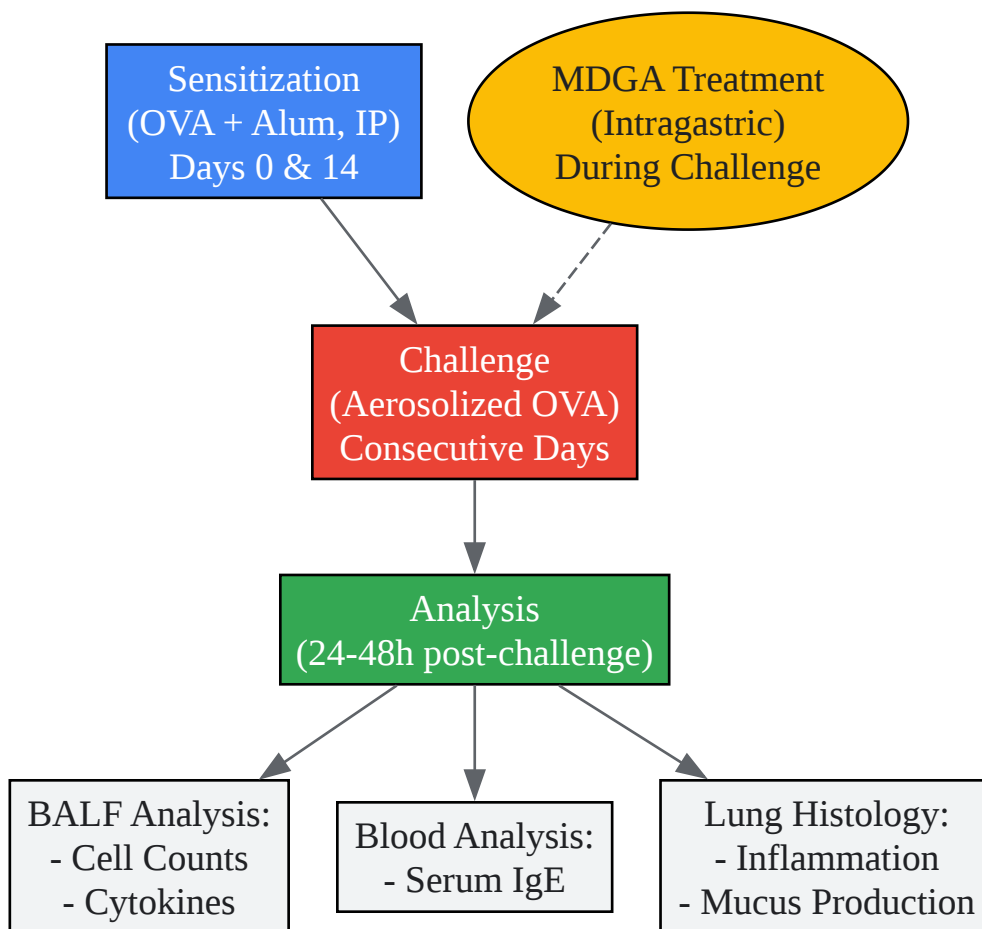 Sensitization
(OVA + Alum, IP)
Days 0 & 14
MDGA Treatment
(Intragastric)
During Challenge
Challenge
(Aerosolized OVA)
Consecutive Days
Analysis
(24-48h post-challenge)
BALF Analysis:
- Cell Counts
- Cytokines
Blood Analysis:
- Serum IgE
Lung Histology:
- Inflammation
- Mucus Production